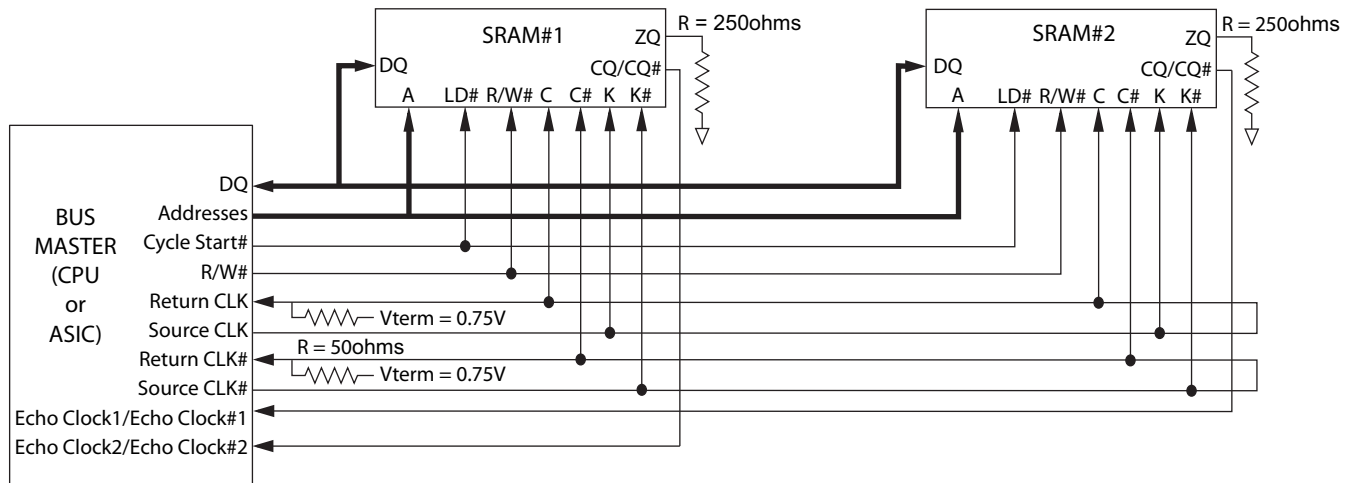 R = 250ohms
SRAM#1
ZQ
CQ/CQ#
DQ
A LD# R/W# C C# K K#
R = 250ohms
SRAM#2
ZQ
CQ/CQ#
DQ
A LD# R/W# C C# K K#
BUS
MASTER
(CPU
or
ASIC)
DQ
Addresses
Cycle Start#
R/W#
Return CLK
Source CLK
Return CLK#
Source CLK#
Echo Clock1/Echo Clock#1
Echo Clock2/Echo Clock#2
Vterm = 0.75V
R = 50ohms
Vterm = 0.75V